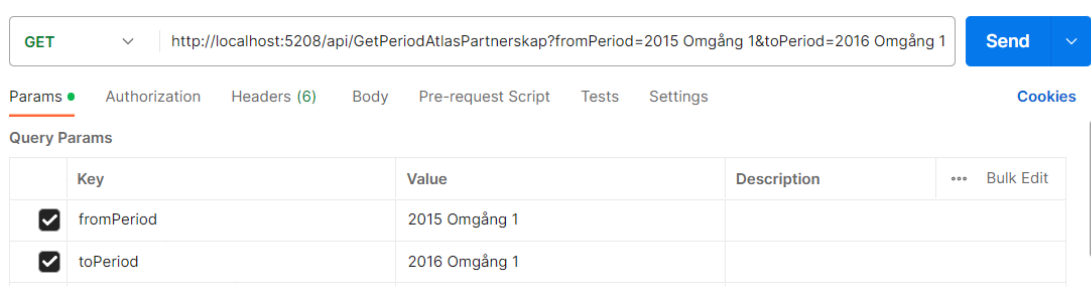 GET http://localhost:5208/api/GetPeriodAtlasPartnerskap?fromPeriod=2015 Omgång 1&toPeriod=2016 Omgång 1 Send
Params Authorization Headers (6) Body Pre-request Script Tests Settings Cookies
Query Params
Key Value Description ••• Bulk Edit
fromPeriod 2015 Omgång 1
toPeriod 2016 Omgång 1